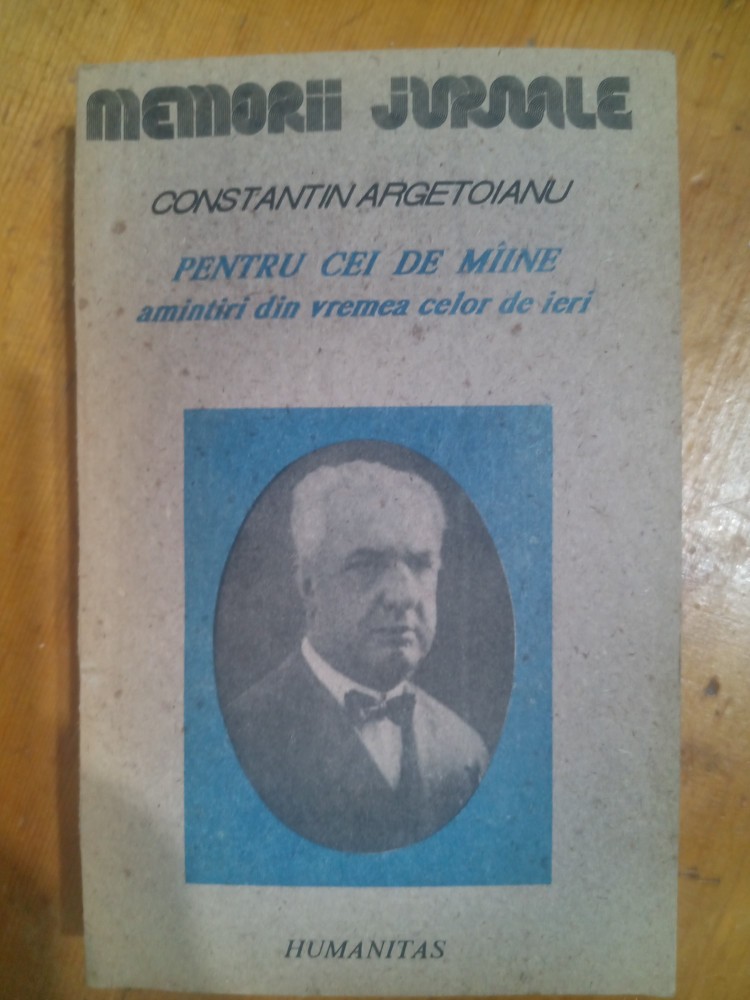 MEMORII JURNALE
CONSTANTIN ARGETOIANU
PENTRU CEI DE MÎINE
amintiri din vremea celor de ieri
HUMANITAS